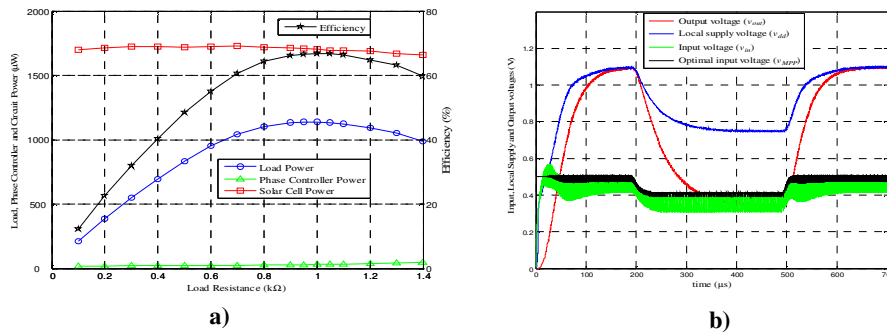 2000
1500
1000
500
0
Load, Phase Controller and Circuit Power (µW)
Efficiency
Load Power
Phase Controller Power
Solar Cell Power
80
60
40
20
0
Efficiency (%)
0 0.2 0.4 0.6 0.8 1.0 1.2 1.4
Load Resistance (kΩ)
a)
Output voltage (vout)
Local supply voltage (vdd)
Input voltage (vin)
Optimal input voltage (vMPP)
1.4
1.2
1
0.8
0.6
0.4
0.2
0
Input, Local Supply and Output voltages (V)
0 100 200 300 400 500 600 700
time (µs)
b)